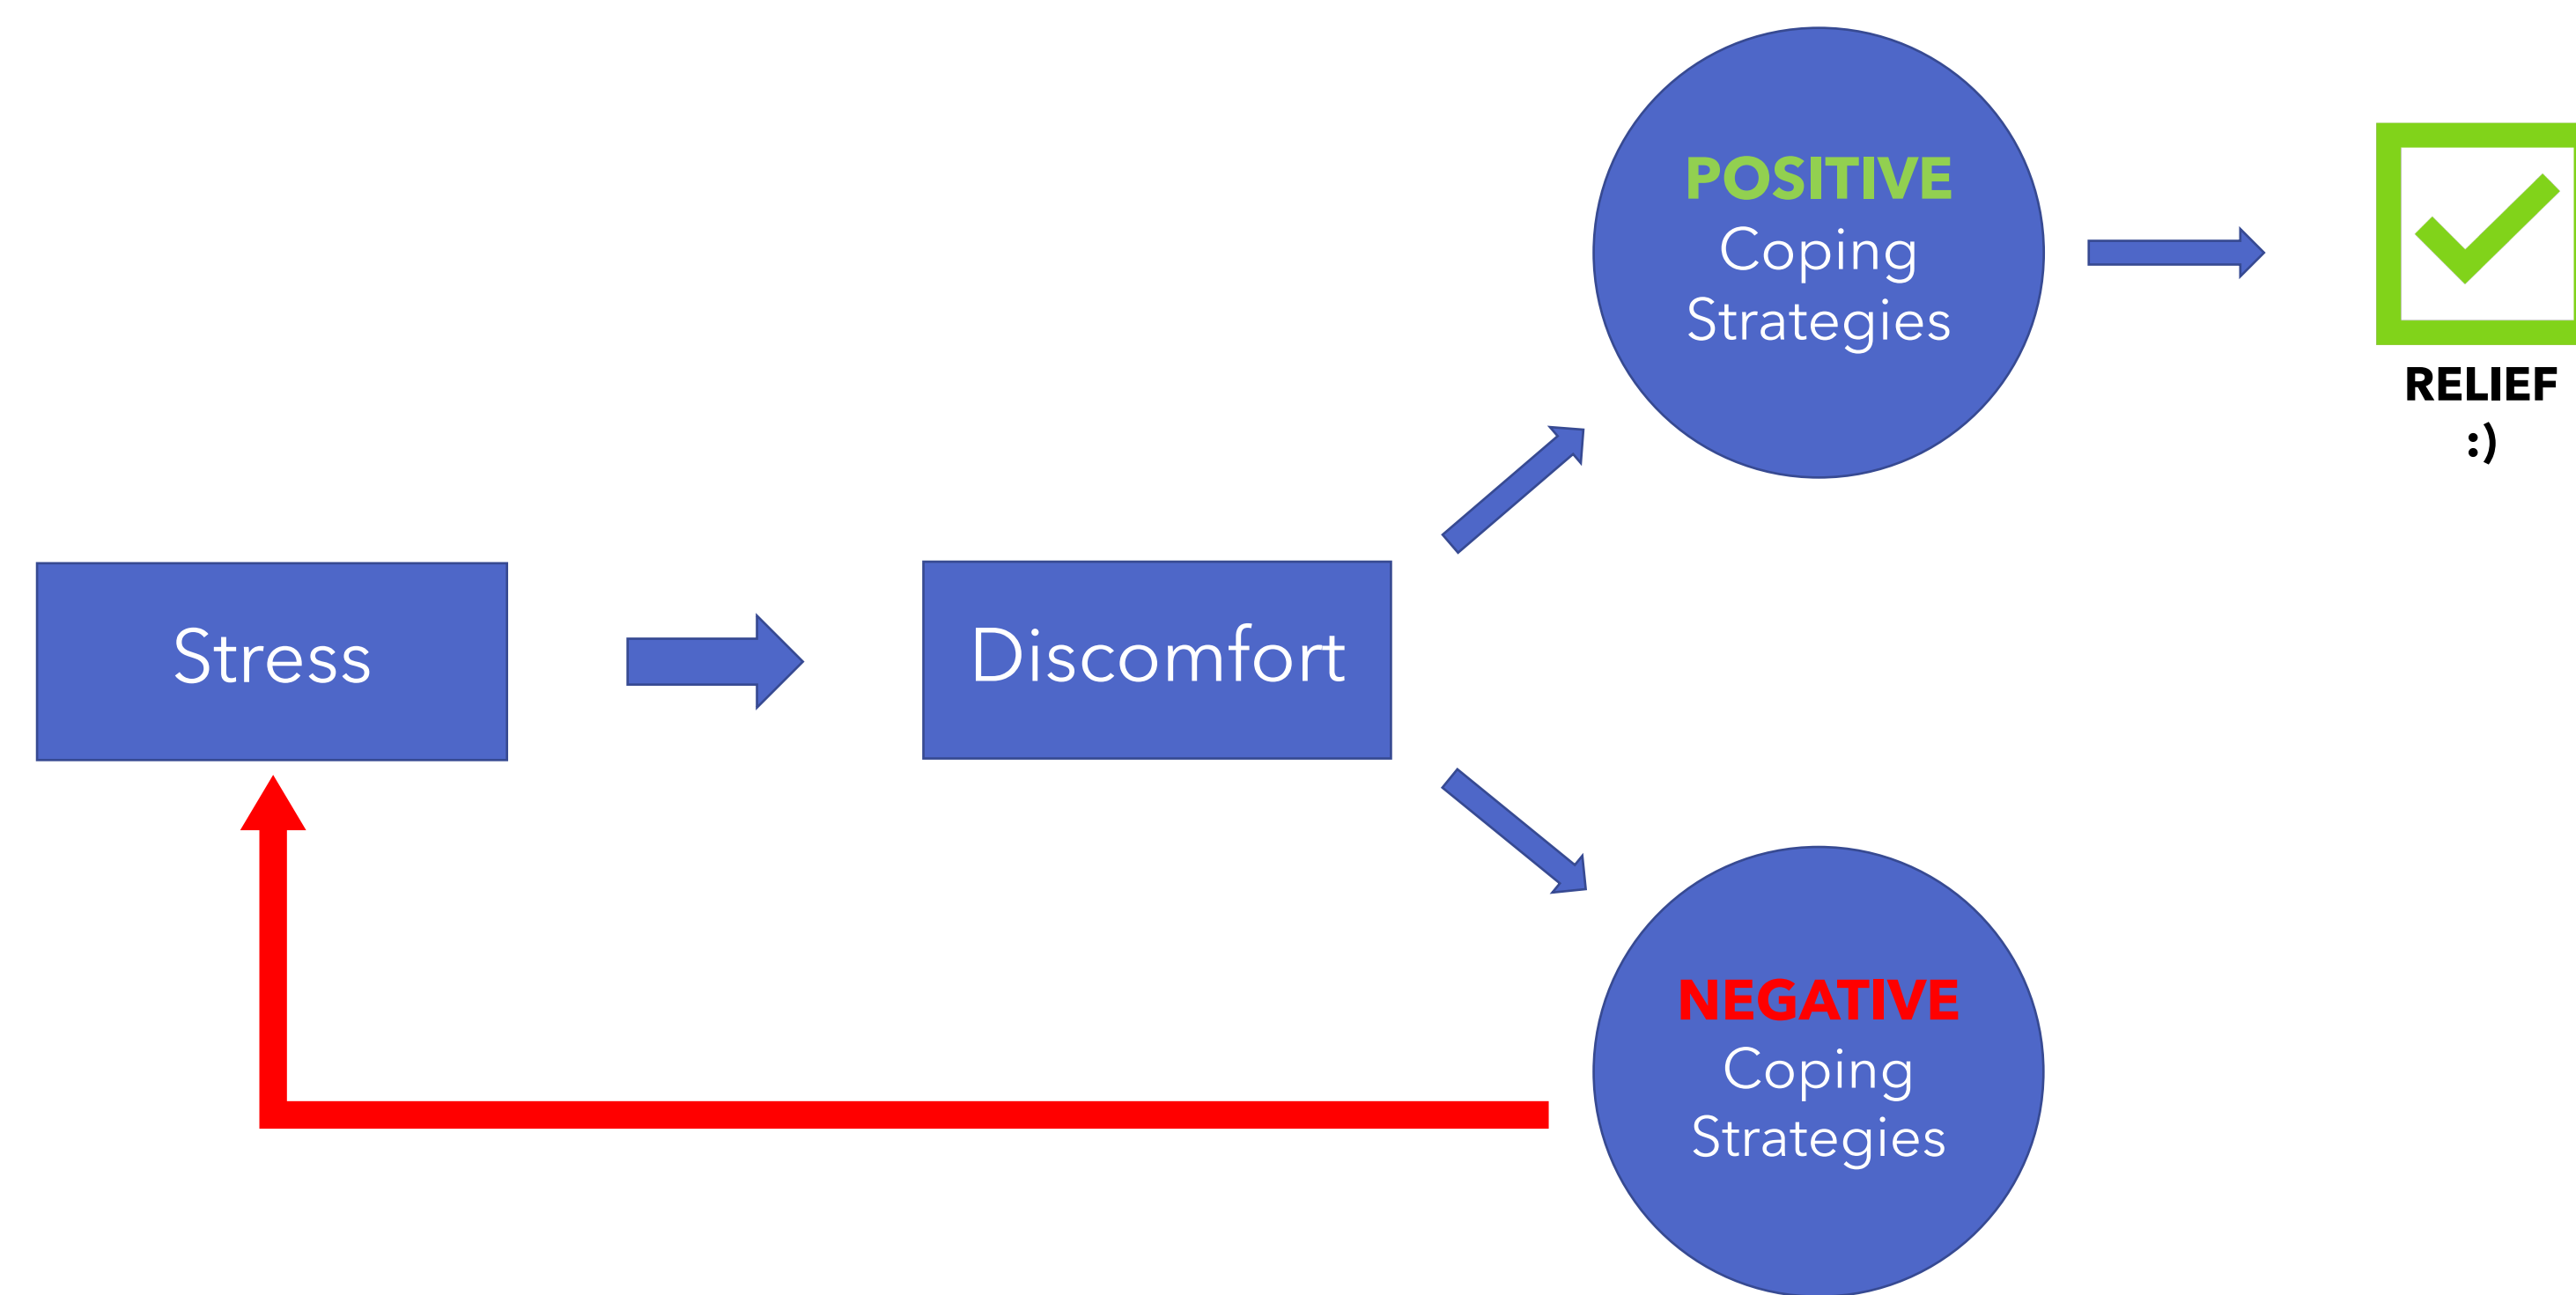 Stress
Discomfort
POSITIVE
Coping
Strategies
RELIEF
:)
NEGATIVE
Coping
Strategies